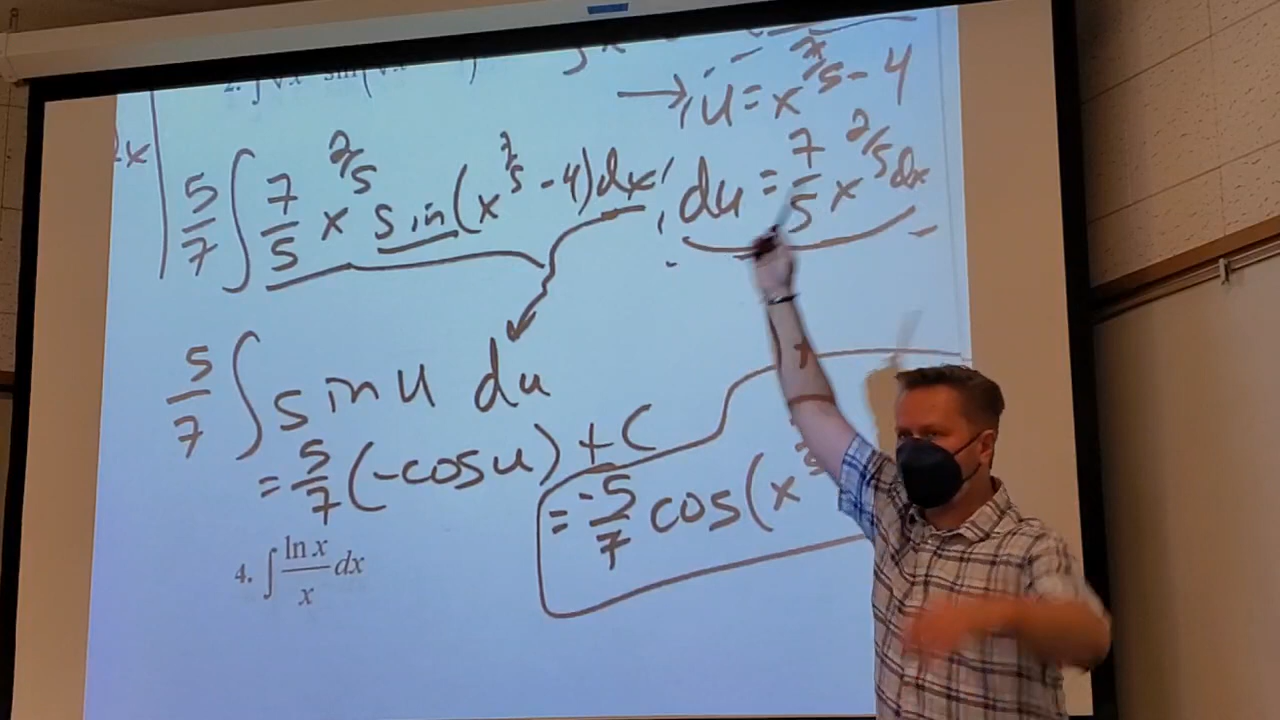 → u = x^{7/5} - 4
dx
5/7 ∫ 7/5 x^{2/5} sin(x^{7/5} - 4) dx
du = 7/5 x^{2/5} dx
5/7 ∫ sin u du
= 5/7 (-cos u) + C
= -5/7 cos(x
4. ∫ ln x / x dx